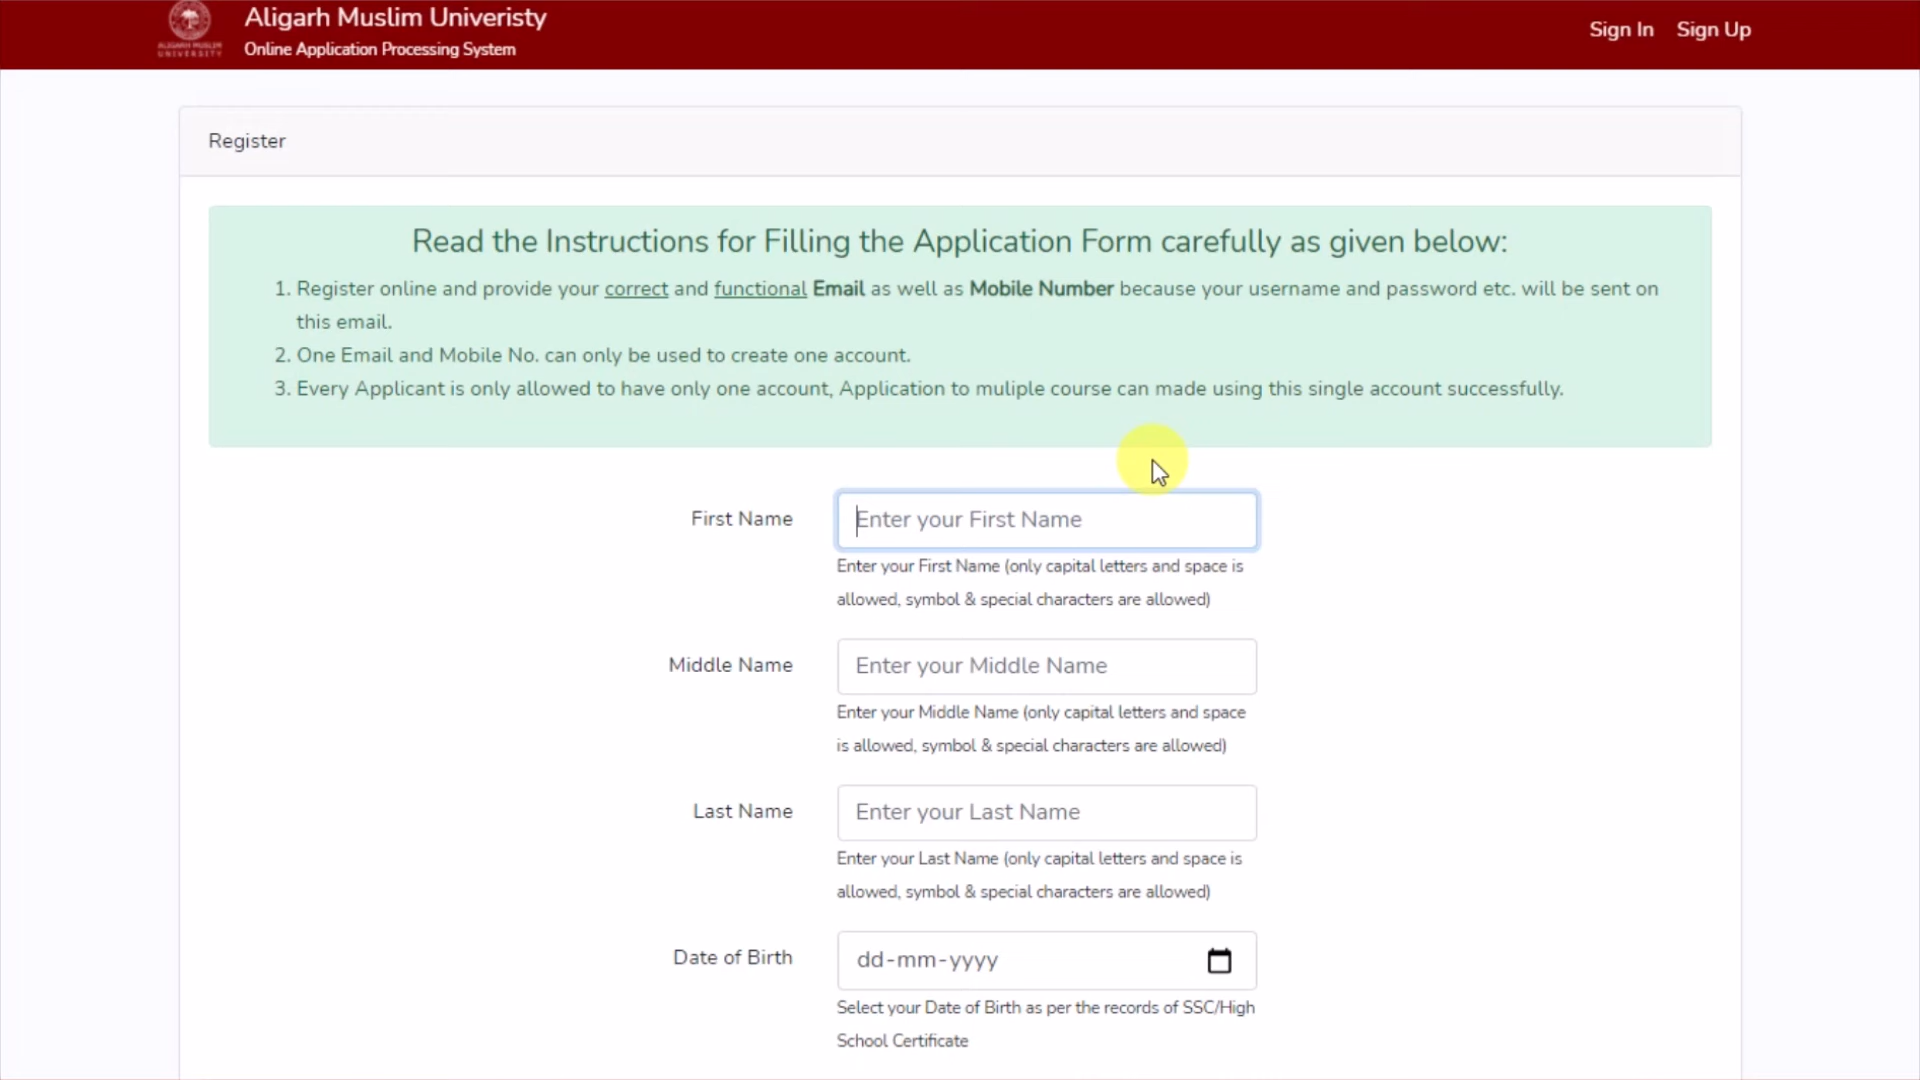 Aligarh Muslim Univeristy
Online Application Processing System
ALIGARH MUSLIM
UNIVERSITY
Sign In Sign Up
Register
Read the Instructions for Filling the Application Form carefully as given below:
1. Register online and provide your correct and functional Email as well as Mobile Number because your username and password etc. will be sent on
this email.
2. One Email and Mobile No. can only be used to create one account.
3. Every Applicant is only allowed to have only one account, Application to muliple course can made using this single account successfully.
First Name
Enter your First Name
Enter your First Name (only capital letters and space is
allowed, symbol & special characters are allowed)
Middle Name
Enter your Middle Name
Enter your Middle Name (only capital letters and space
is allowed, symbol & special characters are allowed)
Last Name
Enter your Last Name
Enter your Last Name (only capital letters and space is
allowed, symbol & special characters are allowed)
Date of Birth
dd-mm-yyyy
Select your Date of Birth as per the records of SSC/High
School Certificate